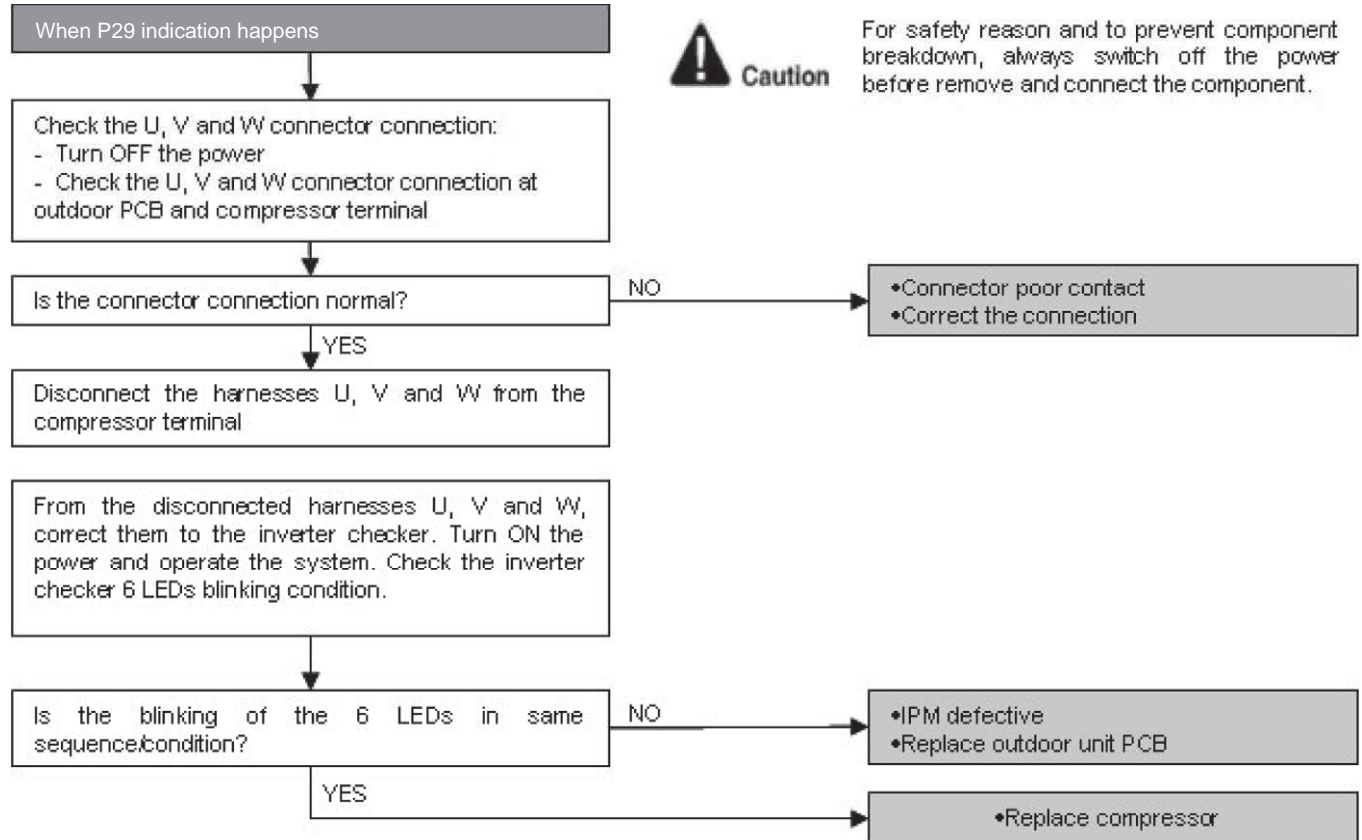 When P29 indication happens
Caution
For safety reason and to prevent component
breakdown, always switch off the power
before remove and connect the component.
Check the U, V and W connector connection:
- Turn OFF the power
- Check the U, V and W connector connection at
outdoor PCB and compressor terminal
Is the connector connection normal?
NO
•Connector poor contact
•Correct the connection
YES
Disconnect the harnesses U, V and W from the
compressor terminal
From the disconnected harnesses U, V and W,
correct them to the inverter checker. Turn ON the
power and operate the system. Check the inverter
checker 6 LEDs blinking condition.
Is the blinking of the 6 LEDs in same
sequence/condition?
NO
•IPM defective
•Replace outdoor unit PCB
YES
•Replace compressor